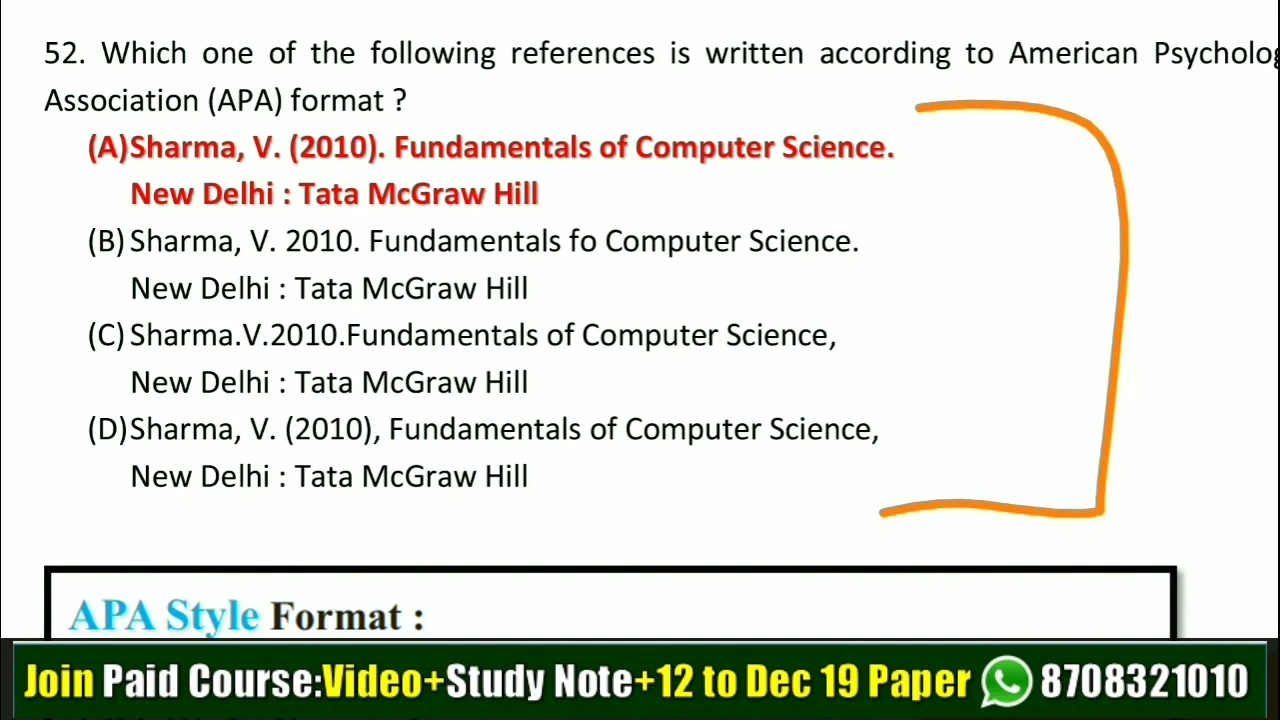 52. Which one of the following references is written according to American Psycholog
Association (APA) format ?
(A) Sharma, V. (2010). Fundamentals of Computer Science.
New Delhi : Tata McGraw Hill
(B) Sharma, V. 2010. Fundamentals fo Computer Science.
New Delhi : Tata McGraw Hill
(C) Sharma.V.2010.Fundamentals of Computer Science,
New Delhi : Tata McGraw Hill
(D) Sharma, V. (2010), Fundamentals of Computer Science,
New Delhi : Tata McGraw Hill
APA Style Format :
Join Paid Course:Video+Study Note+12 to Dec 19 Paper 8708321010